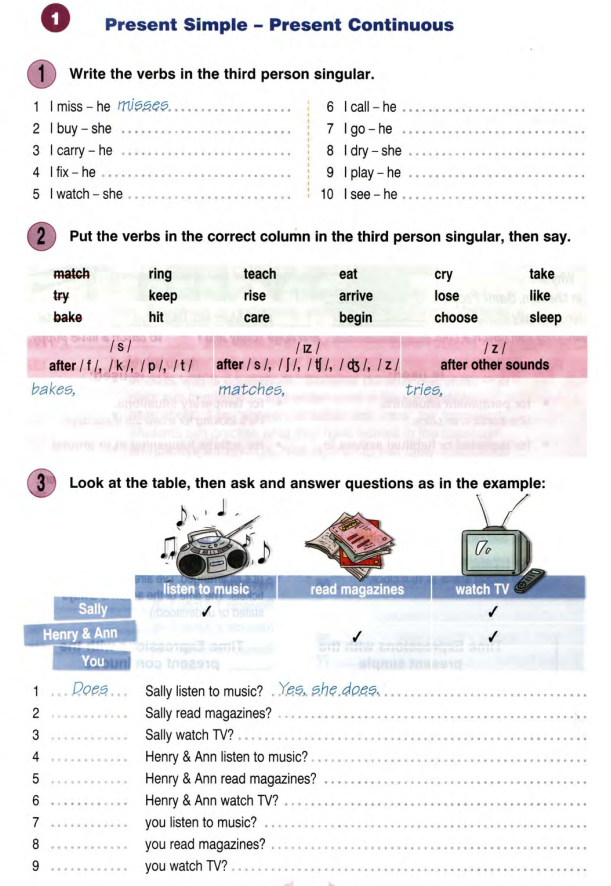 1 Present Simple – Present Continuous
1 Write the verbs in the third person singular.
1 I miss – he misses
2 I buy – she
3 I carry – he
4 I fix – he
5 I watch – she
6 I call – he
7 I go – he
8 I dry – she
9 I play – he
10 I see – he
2 Put the verbs in the correct column in the third person singular, then say.
match ring teach eat cry take
try keep rise arrive lose like
bake hit care begin choose sleep
/ s / / ɪz / / z /
after / f /, / k /, / p /, / t / after / s /, / ʃ /, / tʃ /, / dʒ /, / z / after other sounds
bakes, matches, tries,
3 Look at the table, then ask and answer questions as in the example:
listen to music read magazines watch TV
Sally ✓ ✓
Henry & Ann ✓ ✓
You
1 ... Does ... Sally listen to music? Yes, she does.
2 Sally read magazines?
3 Sally watch TV?
4 Henry & Ann listen to music?
5 Henry & Ann read magazines?
6 Henry & Ann watch TV?
7 you listen to music?
8 you read magazines?
9 you watch TV?